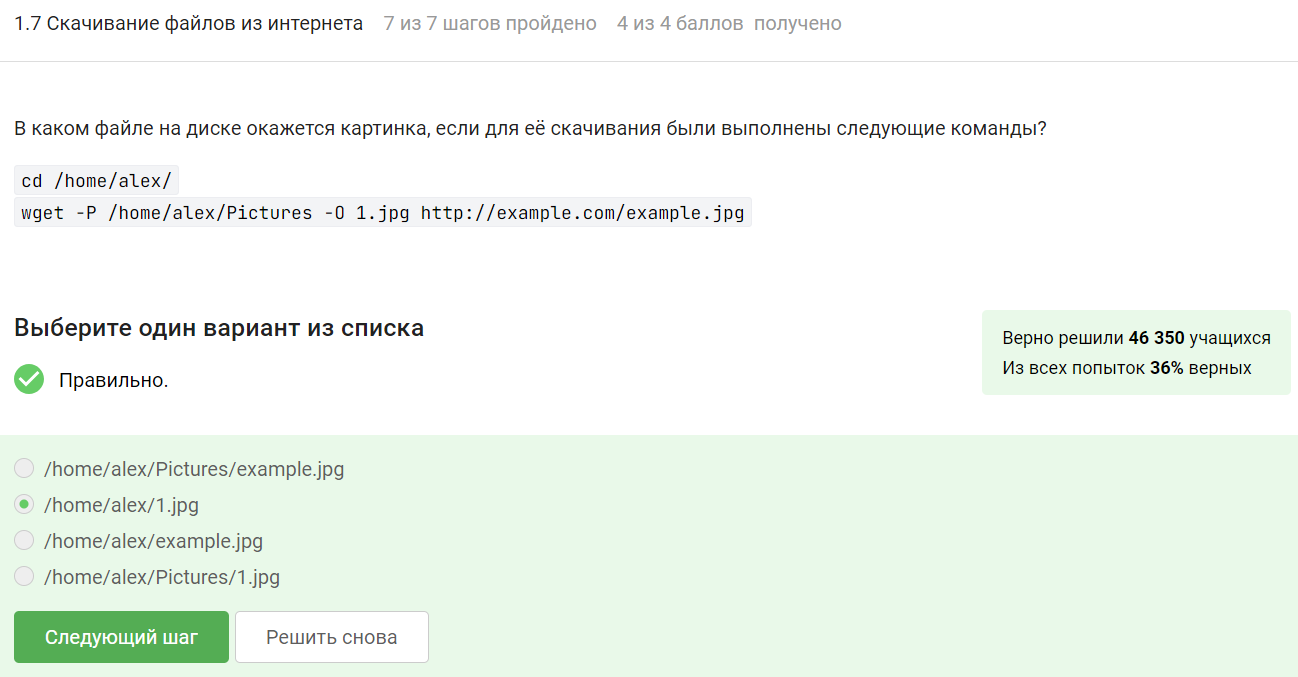 1.7 Скачивание файлов из интернета 7 из 7 шагов пройдено 4 из 4 баллов получено
В каком файле на диске окажется картинка, если для её скачивания были выполнены следующие команды?
cd /home/alex/
wget -P /home/alex/Pictures -O 1.jpg http://example.com/example.jpg
Выберите один вариант из списка
Правильно.
Верно решили 46 350 учащихся
Из всех попыток 36% верных
/home/alex/Pictures/example.jpg
/home/alex/1.jpg
/home/alex/example.jpg
/home/alex/Pictures/1.jpg
Следующий шаг
Решить снова